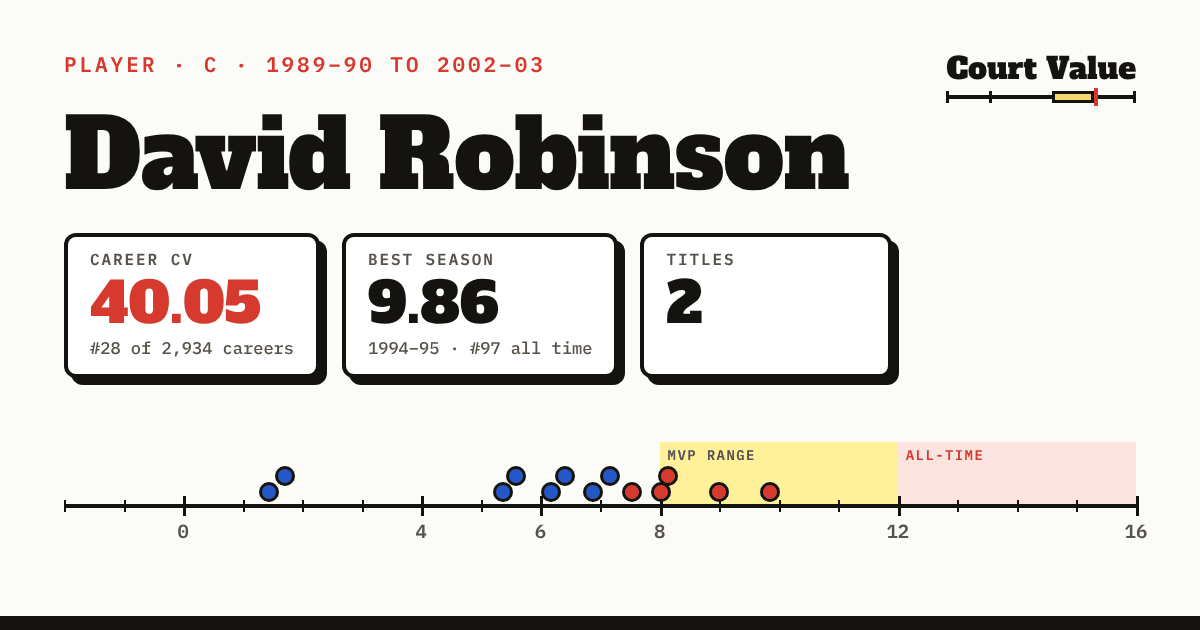 PLAYER · C · 1989–90 TO 2002–03
Court Value
David Robinson
CAREER CV
40.05
#28 of 2,934 careers
BEST SEASON
9.86
1994–95 · #97 all time
TITLES
2
MVP RANGE
ALL-TIME
0 4 6 8 12 16